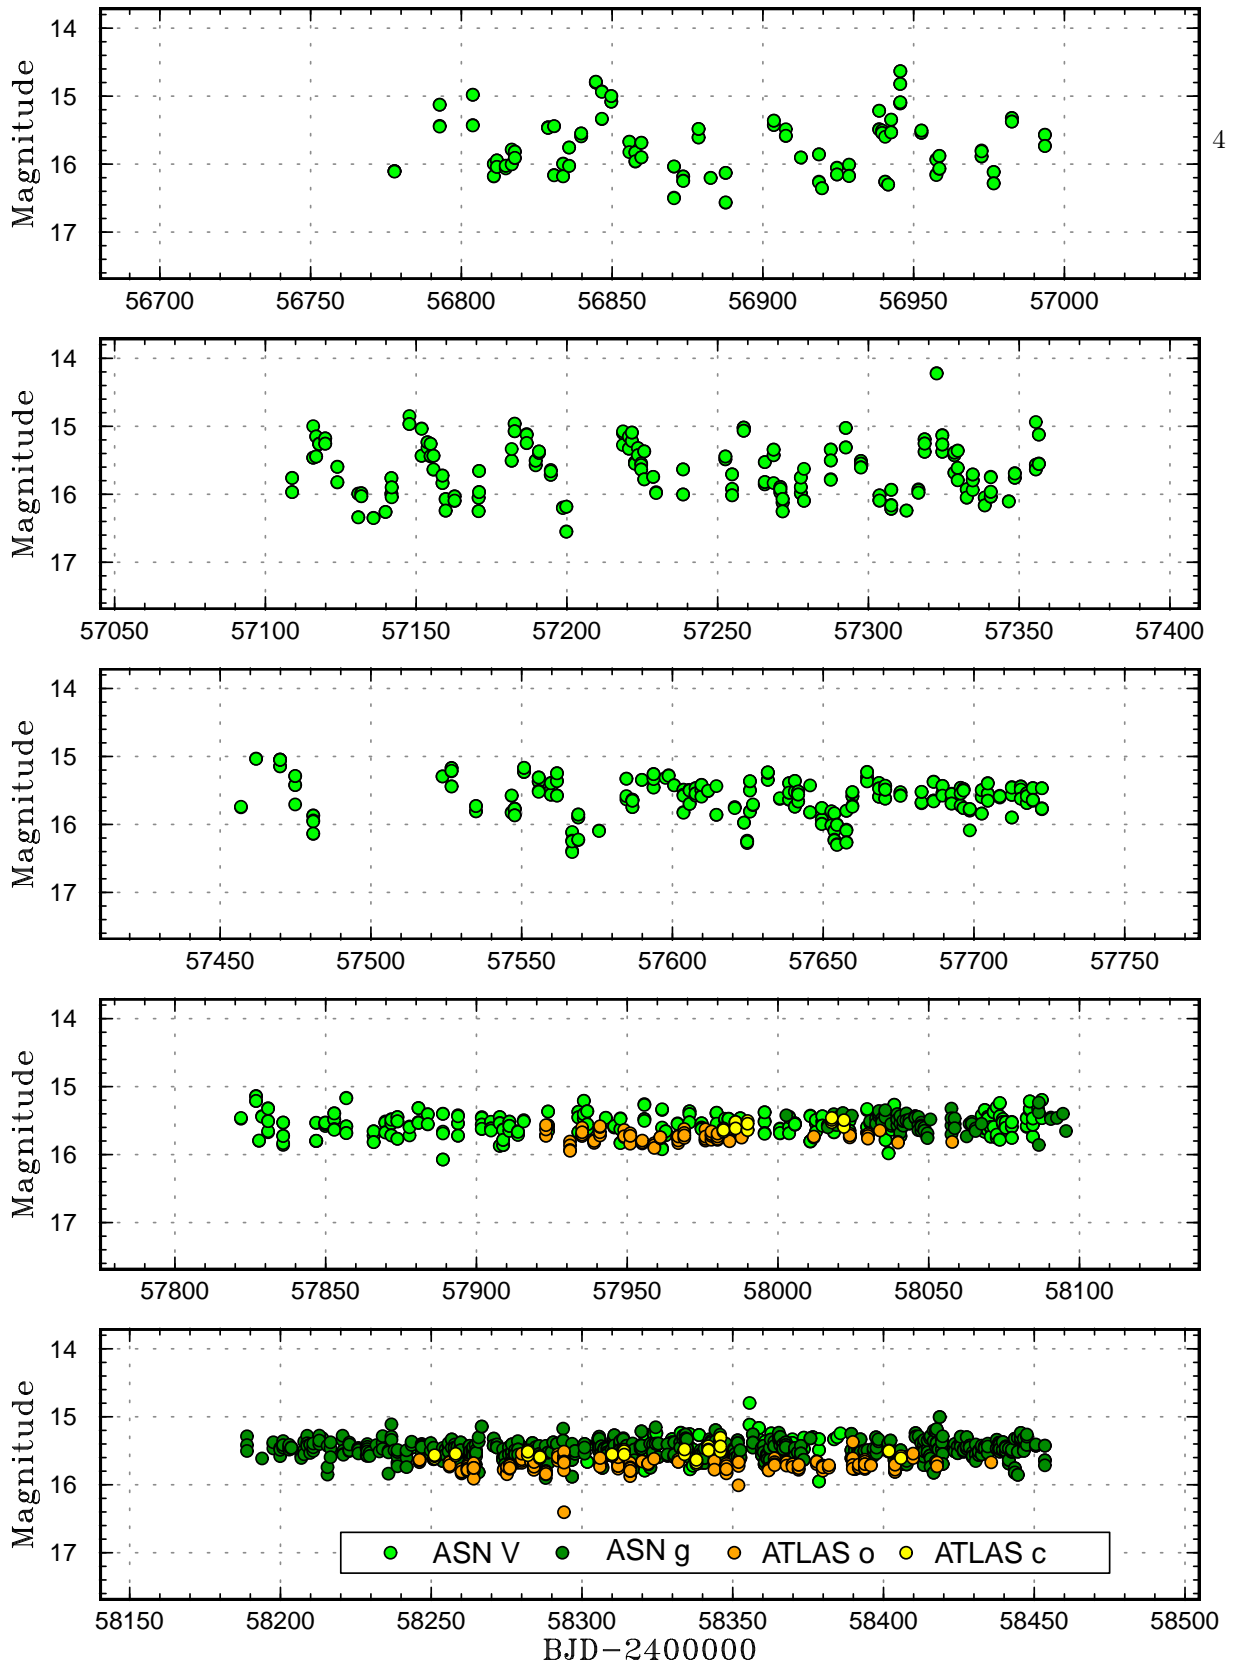 14
15
16
17
Magnitude
4
56700 56750 56800 56850 56900 56950 57000
14
15
16
17
Magnitude
57050 57100 57150 57200 57250 57300 57350 57400
14
15
16
17
Magnitude
57450 57500 57550 57600 57650 57700 57750
14
15
16
17
Magnitude
57800 57850 57900 57950 58000 58050 58100
14
15
16
17
Magnitude
ASN V ASN g ATLAS o ATLAS c
58150 58200 58250 58300 58350 58400 58450 58500
BJD−2400000